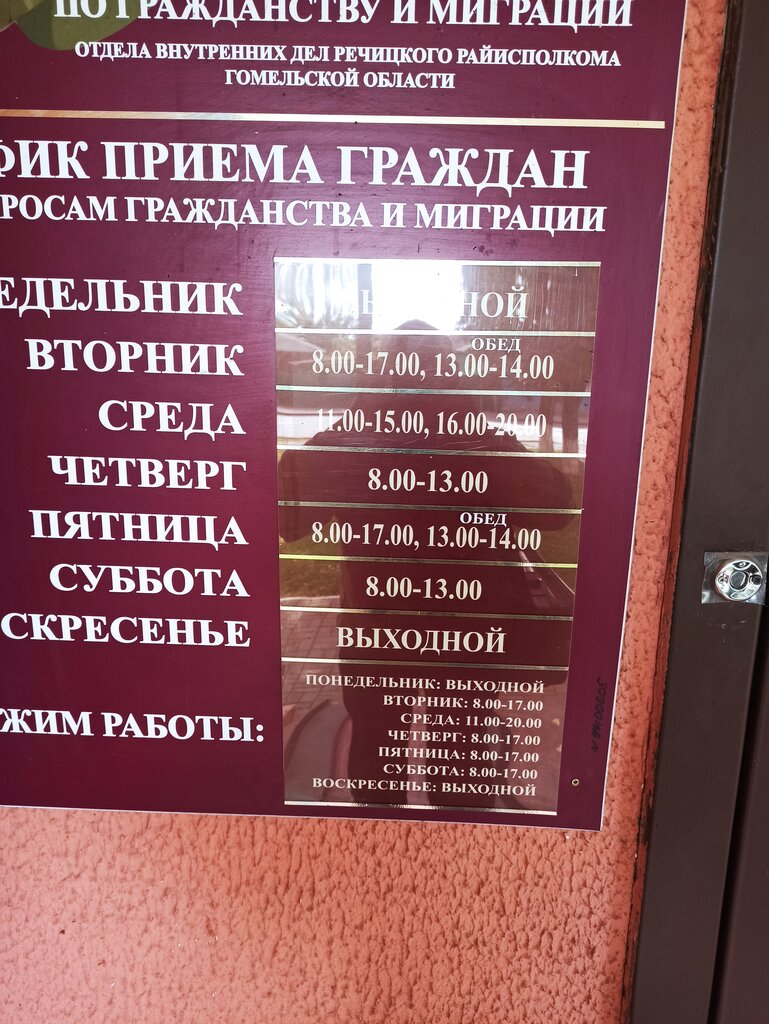 ПО ГРАЖДАНСТВУ И МИГРАЦИИ
ОТДЕЛА ВНУТРЕННИХ ДЕЛ РЕЧИЦКОГО РАЙИСПОЛКОМА
ГОМЕЛЬСКОЙ ОБЛАСТИ
ФИК ПРИЕМА ГРАЖДАН
РОСАМ ГРАЖДАНСТВА И МИГРАЦИИ
ЕДЕЛЬНИК
ВТОРНИК 8.00-17.00, ОБЕД 13.00-14.00
СРЕДА 11.00-15.00, 16.00-20.00
ЧЕТВЕРГ 8.00-13.00
ПЯТНИЦА 8.00-17.00, ОБЕД 13.00-14.00
СУББОТА 8.00-13.00
СКРЕСЕНЬЕ ВЫХОДНОЙ
ЖИМ РАБОТЫ:
ПОНЕДЕЛЬНИК: ВЫХОДНОЙ
ВТОРНИК: 8.00-17.00
СРЕДА: 11.00-20.00
ЧЕТВЕРГ: 8.00-17.00
ПЯТНИЦА: 8.00-17.00
СУББОТА: 8.00-17.00
ВОСКРЕСЕНЬЕ: ВЫХОДНОЙ